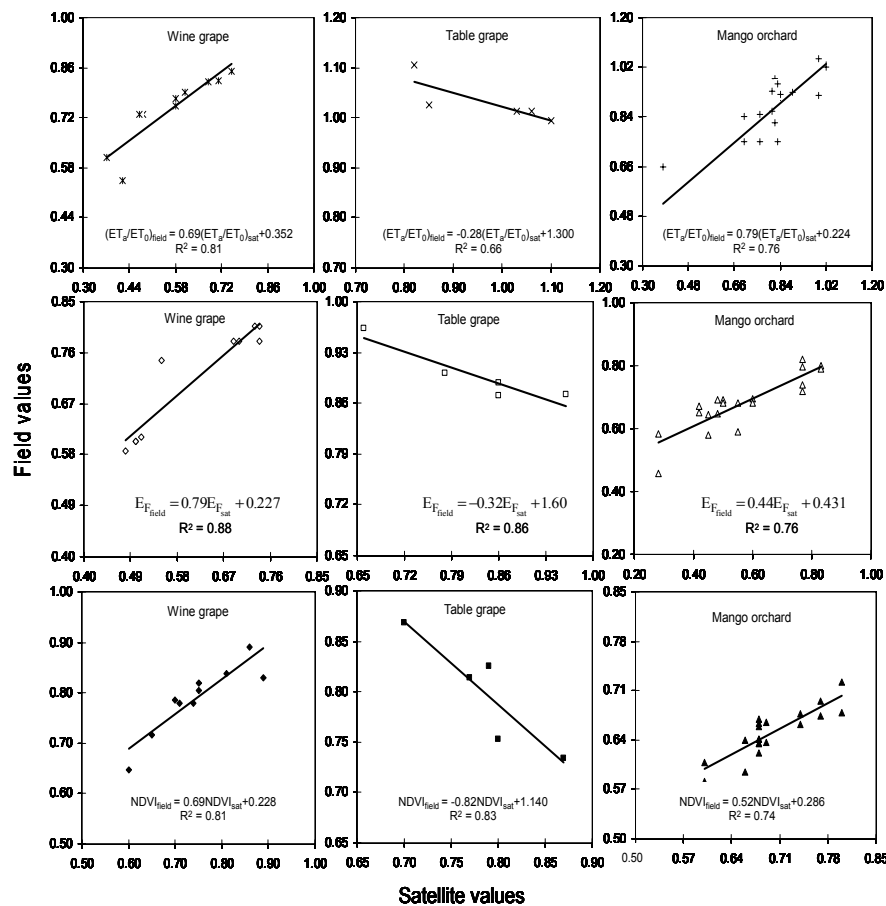 1.00
0.86
0.72
0.58
0.44
0.30
Wine grape
(ETa/ET0)field = 0.69(ETa/ET0)sat+0.352
R² = 0.81
0.30 0.44 0.58 0.72 0.86 1.00
1.20
1.10
1.00
0.90
0.80
0.70
Table grape
(ETa/ET0)field = -0.28(ETa/ET0)sat+1.300
R² = 0.66
0.70 0.80 0.90 1.00 1.10 1.20
1.20
1.02
0.84
0.66
0.48
0.30
Mango orchard
(ETa/ET0)field = 0.79(ETa/ET0)sat+0.224
R² = 0.76
0.30 0.48 0.66 0.84 1.02 1.20
Field values
0.85
0.76
0.67
0.58
0.49
0.40
Wine grape
EFfield = 0.79EFsat + 0.227
R² = 0.88
0.40 0.49 0.58 0.67 0.76 0.85
1.00
0.93
0.86
0.79
0.72
0.65
Table grape
EFfield = −0.32EFsat + 1.60
R² = 0.86
0.65 0.72 0.79 0.86 0.93 1.00
1.00
0.80
0.60
0.40
0.20
Mango orchard
EFfield = 0.44EFsat + 0.431
R² = 0.76
0.20 0.40 0.60 0.80 1.00
1.00
0.90
0.80
0.70
0.60
0.50
Wine grape
NDVIfield = 0.69NDVIsat+0.228
R² = 0.81
0.50 0.60 0.70 0.80 0.90 1.00
0.90
0.85
0.80
0.75
0.70
0.65
Table grape
NDVIfield = -0.82NDVIsat+1.140
R² = 0.83
0.65 0.70 0.75 0.80 0.85 0.90
0.85
0.78
0.71
0.64
0.57
0.50
Mango orchard
NDVIfield = 0.52NDVIsat+0.286
R² = 0.74
0.50 0.57 0.64 0.71 0.78 0.85
Satellite values